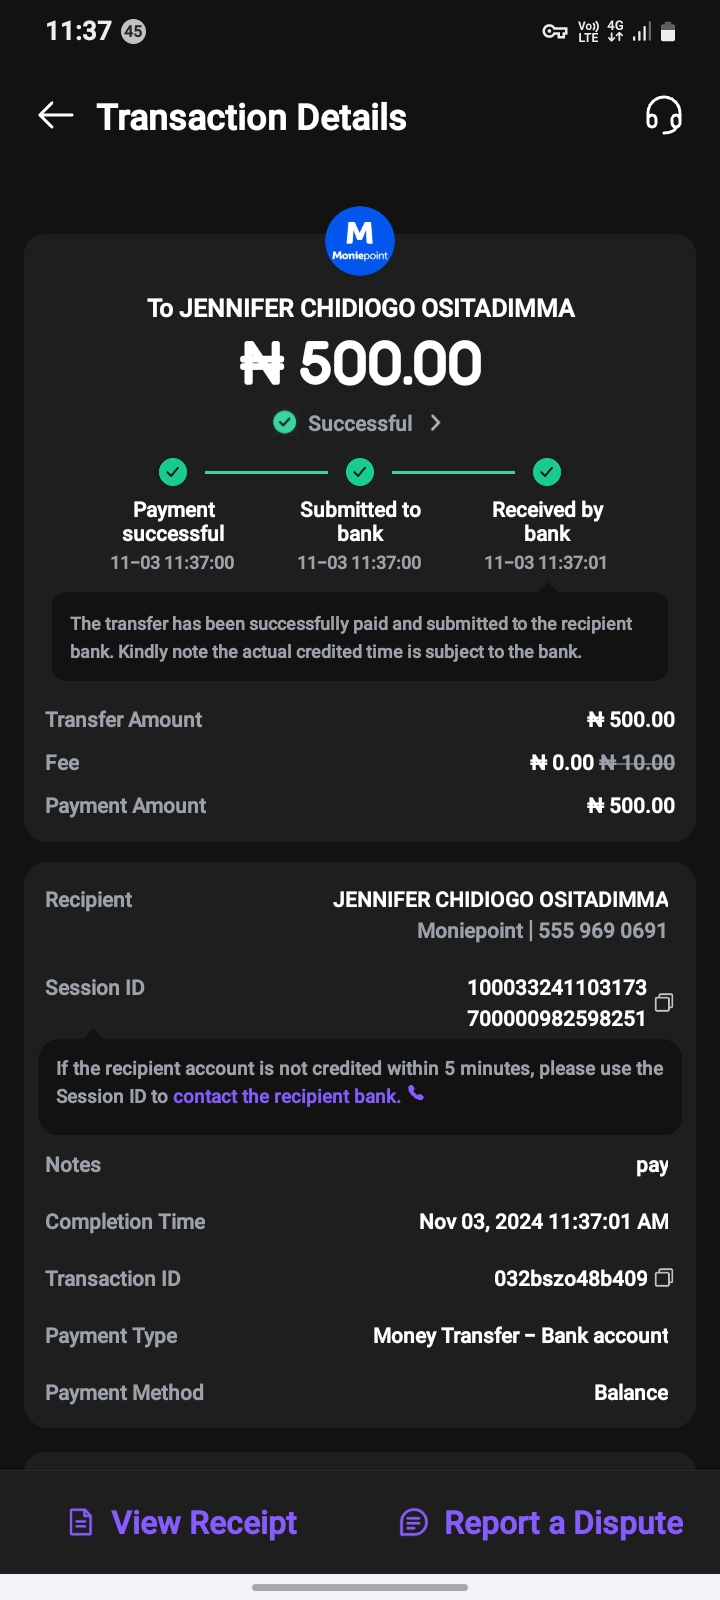 11:37 45 Vo)) LTE 4G
Transaction Details
M
Moniepoint
To JENNIFER CHIDIOGO OSITADIMMA
₦ 500.00
Successful
Payment successful
11-03 11:37:00
Submitted to bank
11-03 11:37:00
Received by bank
11-03 11:37:01
The transfer has been successfully paid and submitted to the recipient
bank. Kindly note the actual credited time is subject to the bank.
Transfer Amount ₦ 500.00
Fee ₦ 0.00 ₦ 10.00
Payment Amount ₦ 500.00
Recipient JENNIFER CHIDIOGO OSITADIMMA
Moniepoint | 555 969 0691
Session ID 100033241103173
700000982598251
If the recipient account is not credited within 5 minutes, please use the
Session ID to contact the recipient bank.
Notes pay
Completion Time Nov 03, 2024 11:37:01 AM
Transaction ID 032bszo48b409
Payment Type Money Transfer – Bank account
Payment Method Balance
View Receipt Report a Dispute